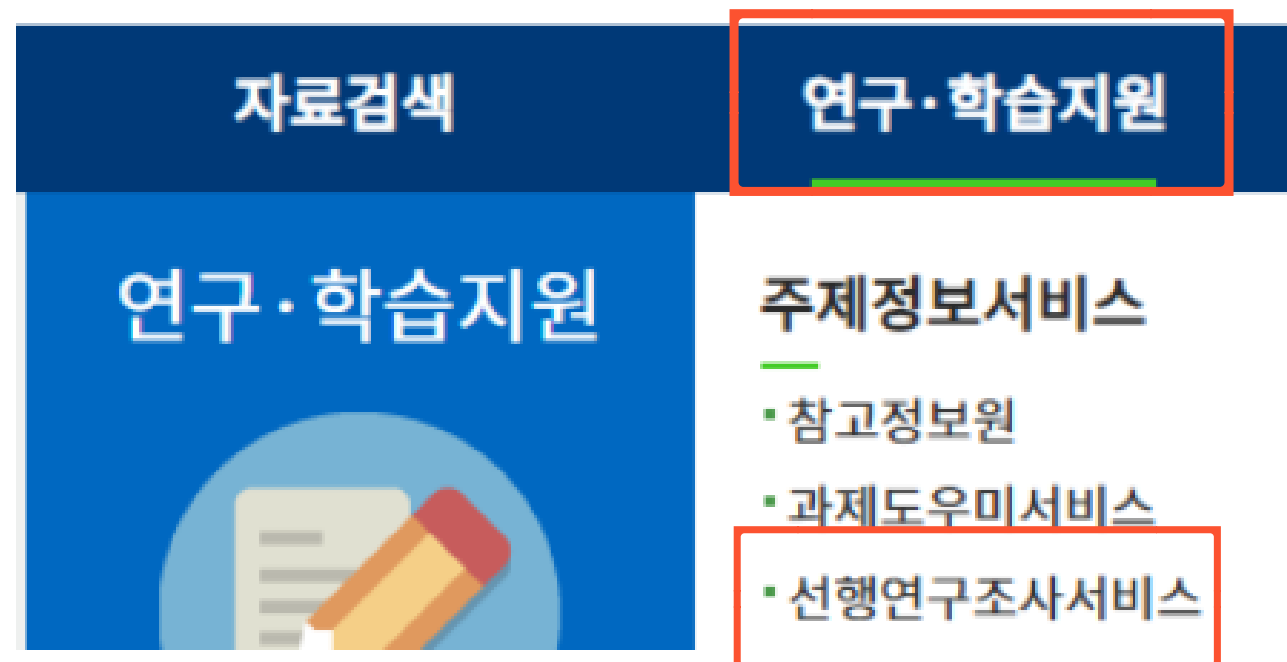 자료검색
연구·학습지원
연구·학습지원
주제정보서비스
참고정보원
과제도우미서비스
선행연구조사서비스